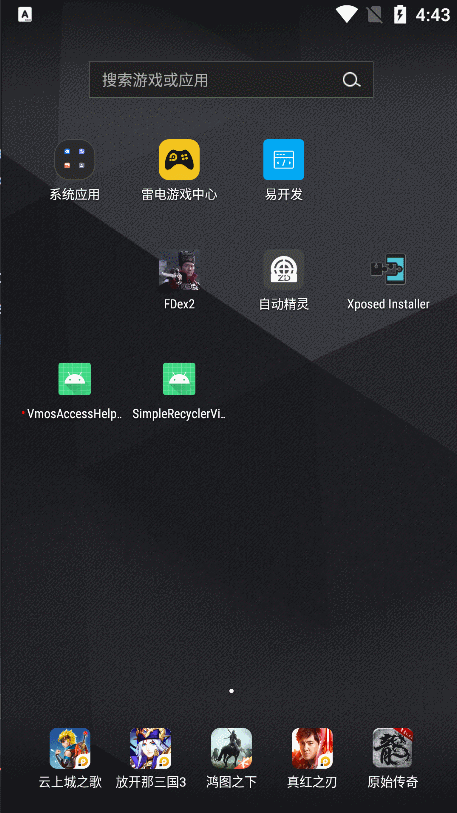 4:43
搜索游戏或应用
系统应用
雷电游戏中心
易开发
FDex2
自动精灵
Xposed Installer
VmosAccessHelp..
SimpleRecyclerVi..
云上城之歌
放开那三国3
鸿图之下
真红之刃
原始传奇